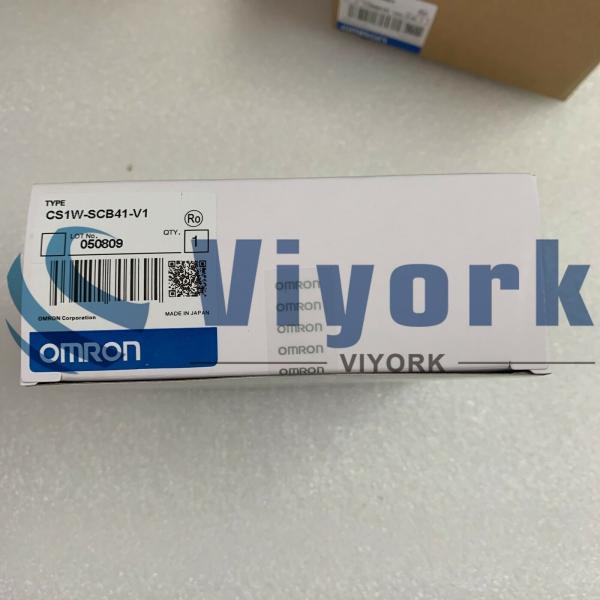 TYPE
CS1W-SCB41-V1
Ro
LOT No.
QTY.
050809
1
OMRON Corporation
MADE IN JAPAN
OMRON
OMRON
OMRON
OMRON
OMRON
OMRON
Viyork
VIYORK